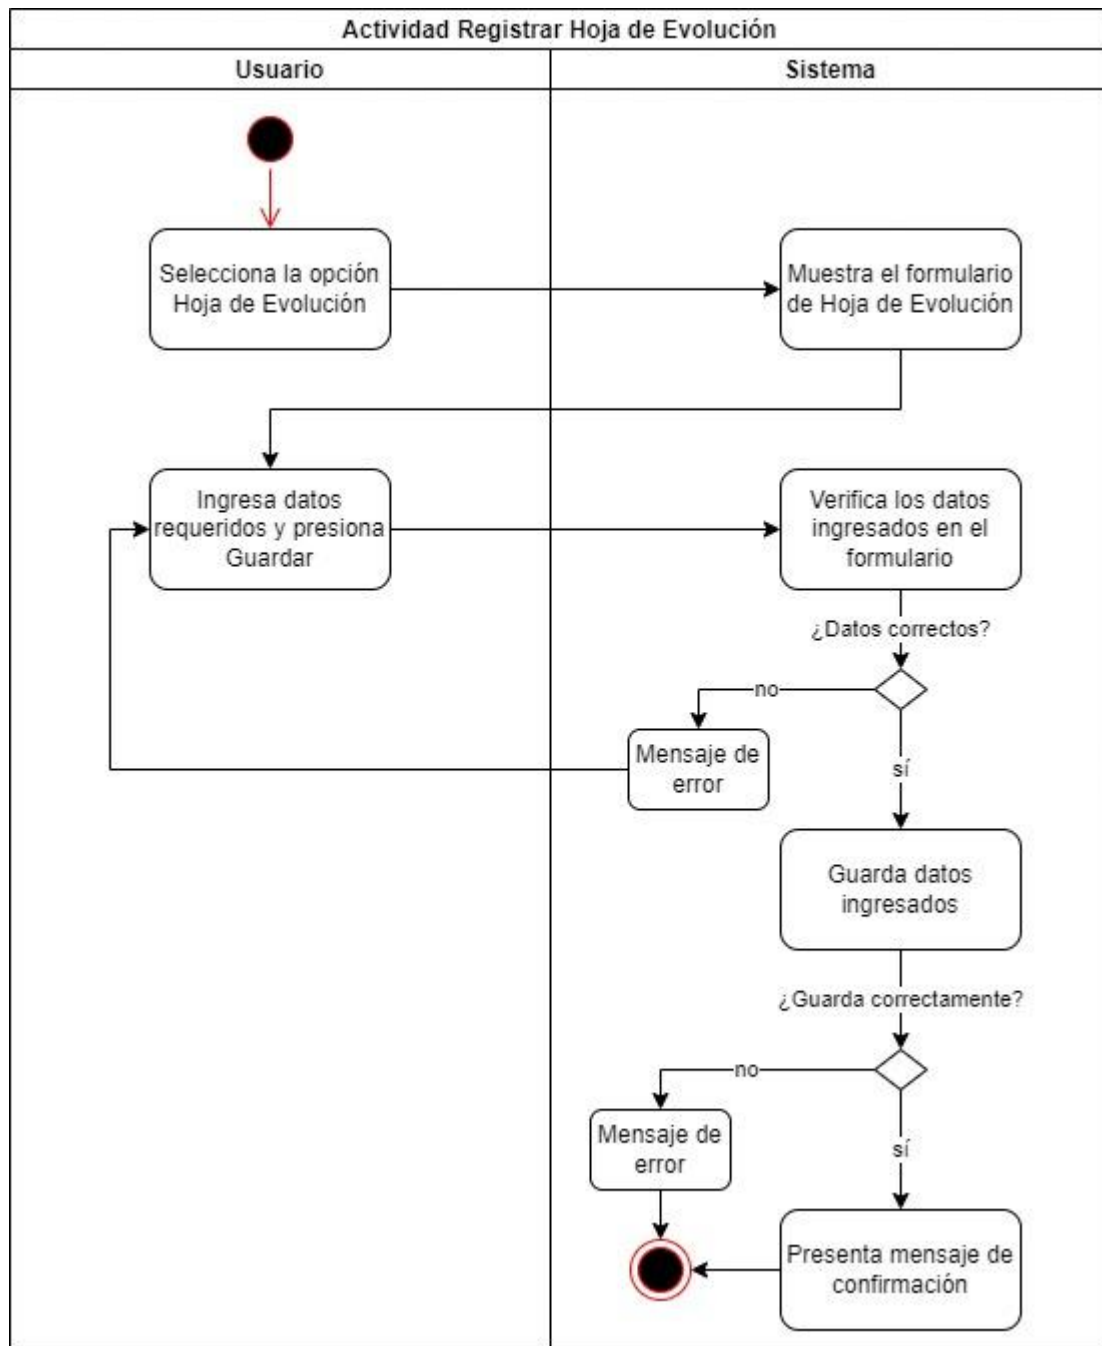 Actividad Registrar Hoja de Evolución
Usuario
Sistema
Selecciona la opción
Hoja de Evolución
Muestra el formulario
de Hoja de Evolución
Ingresa datos
requeridos y presiona
Guardar
Verifica los datos
ingresados en el
formulario
¿Datos correctos?
no
Mensaje de
error
sí
Guarda datos
ingresados
¿Guarda correctamente?
no
Mensaje de
error
sí
Presenta mensaje de
confirmación